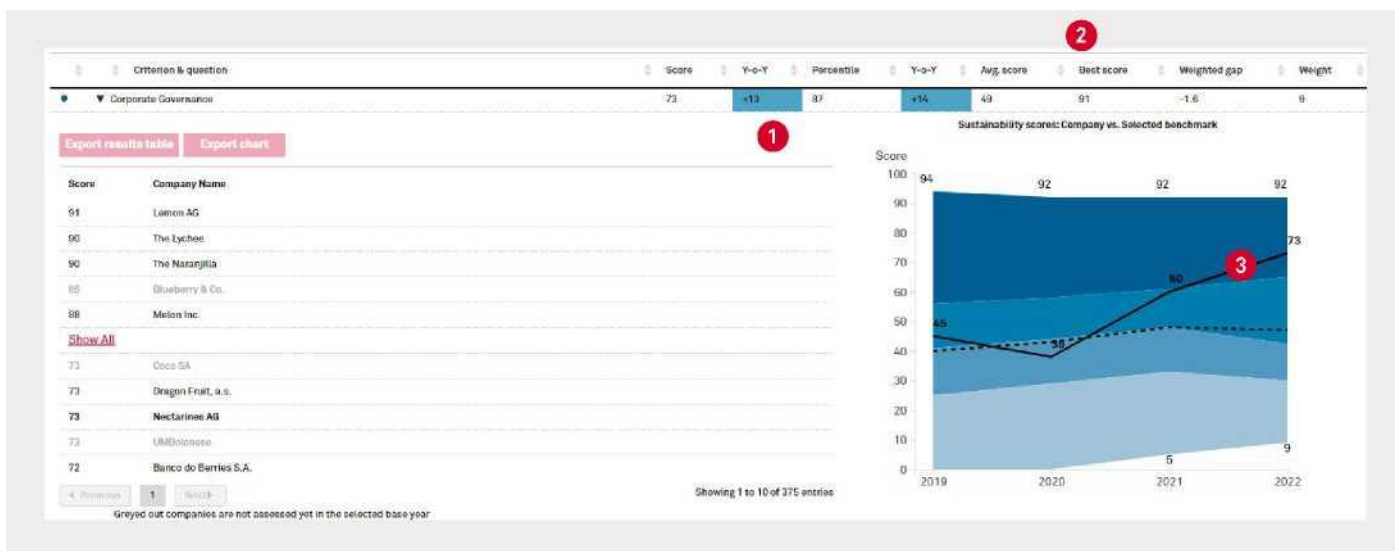 2
Criterion & question Score Y-o-Y Percentile Y-o-Y Avg. score Best score Weighted gap Weight
▼ Corporate Governance 73 +13 87 +14 49 91 -1.6 9
1
Sustainability scores: Company vs. Selected benchmark
Export results table Export chart
Score Company Name
91 Lemon AG
90 The Lychee
90 The Naranjilla
Blueberry & Co.
88 Melon Inc.
Show All
73 Coco SA
73 Dragon Fruit, a.s.
73 Nectarines AG
73
72 Banco do Berries S.A.
Previous 1 Next
Showing 1 to 10 of 375 entries
Greyed out companies are not assessed yet in the selected base year
Score
100
90
80
70
60
50
40
30
20
10
0
94 92 92 92
73
3
60
45
38
5
9
2019 2020 2021 2022